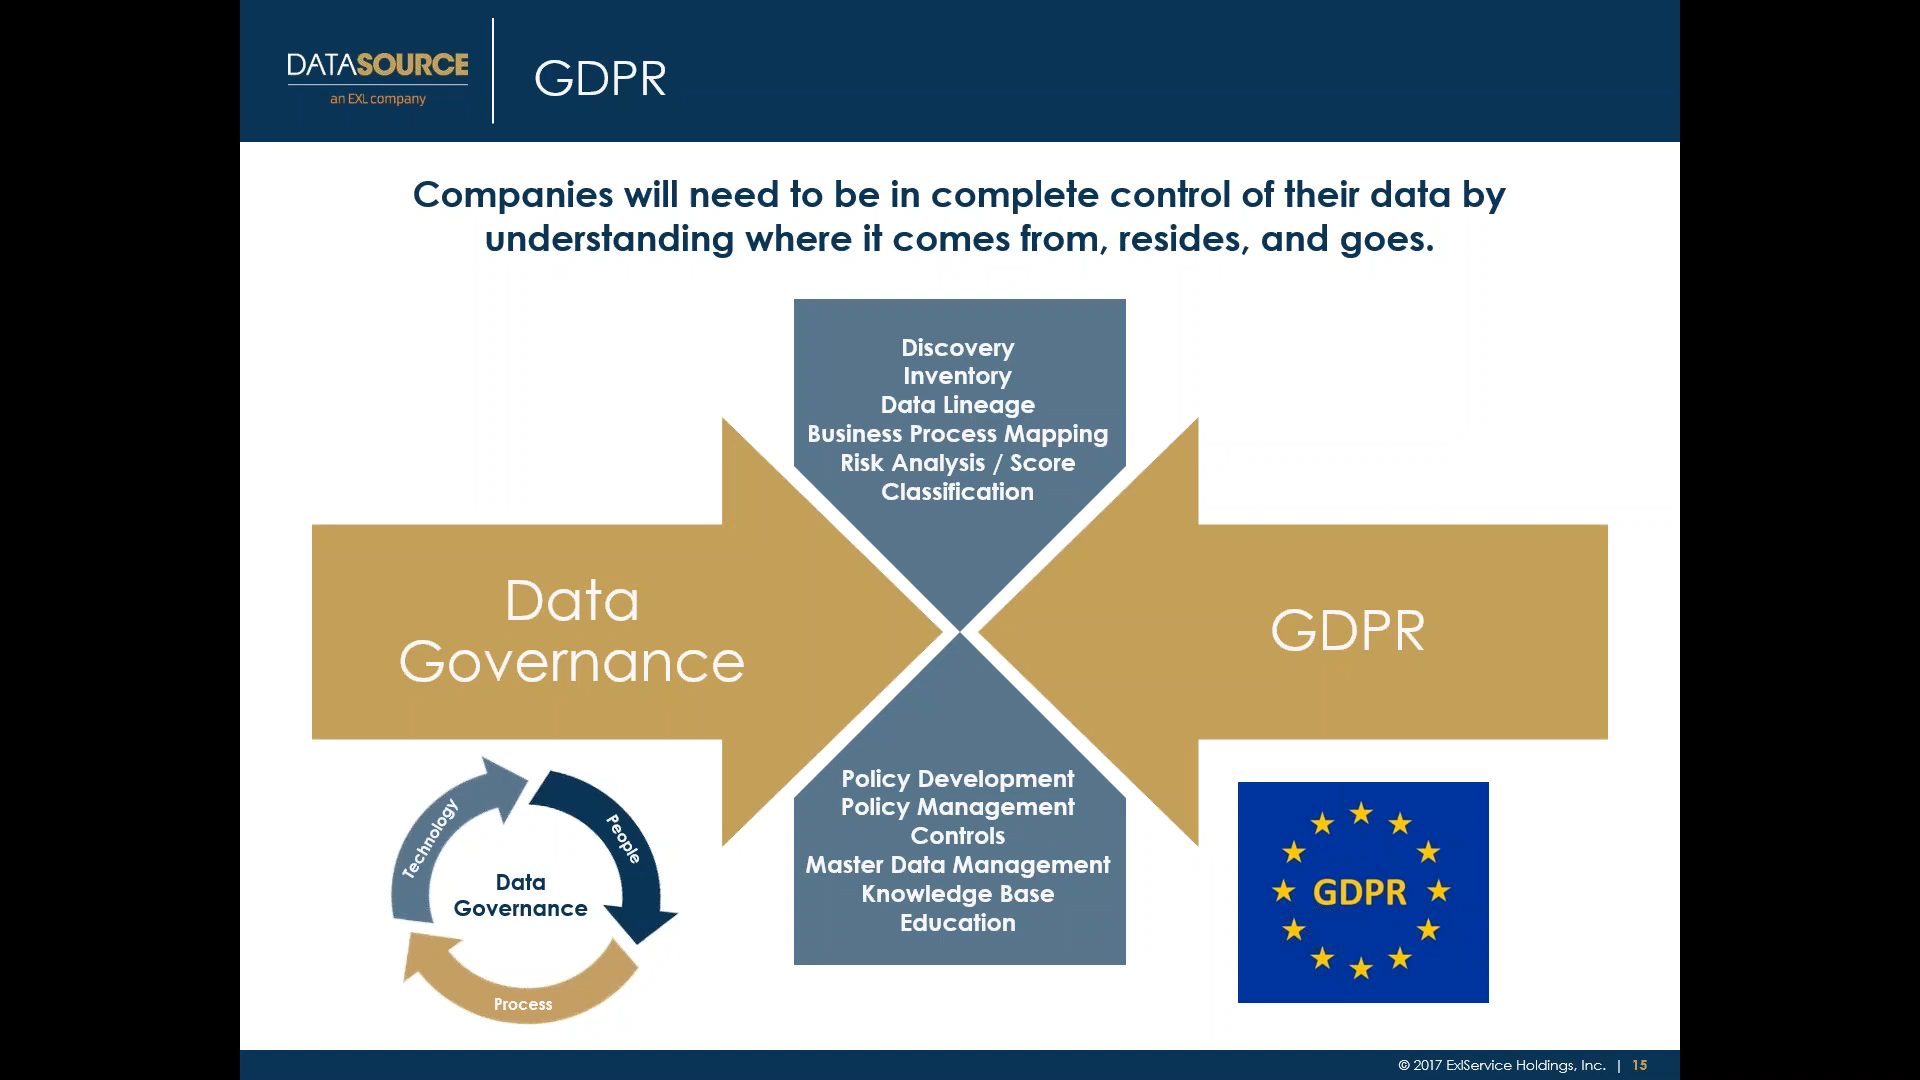 DATASOURCE
an EXL company
GDPR
Companies will need to be in complete control of their data by
understanding where it comes from, resides, and goes.
Discovery
Inventory
Data Lineage
Business Process Mapping
Risk Analysis / Score
Classification
Data
Governance
GDPR
Policy Development
Policy Management
Controls
Master Data Management
Knowledge Base
Education
Technology
People
Data
Governance
Process
GDPR
© 2017 ExlService Holdings, Inc. | 15